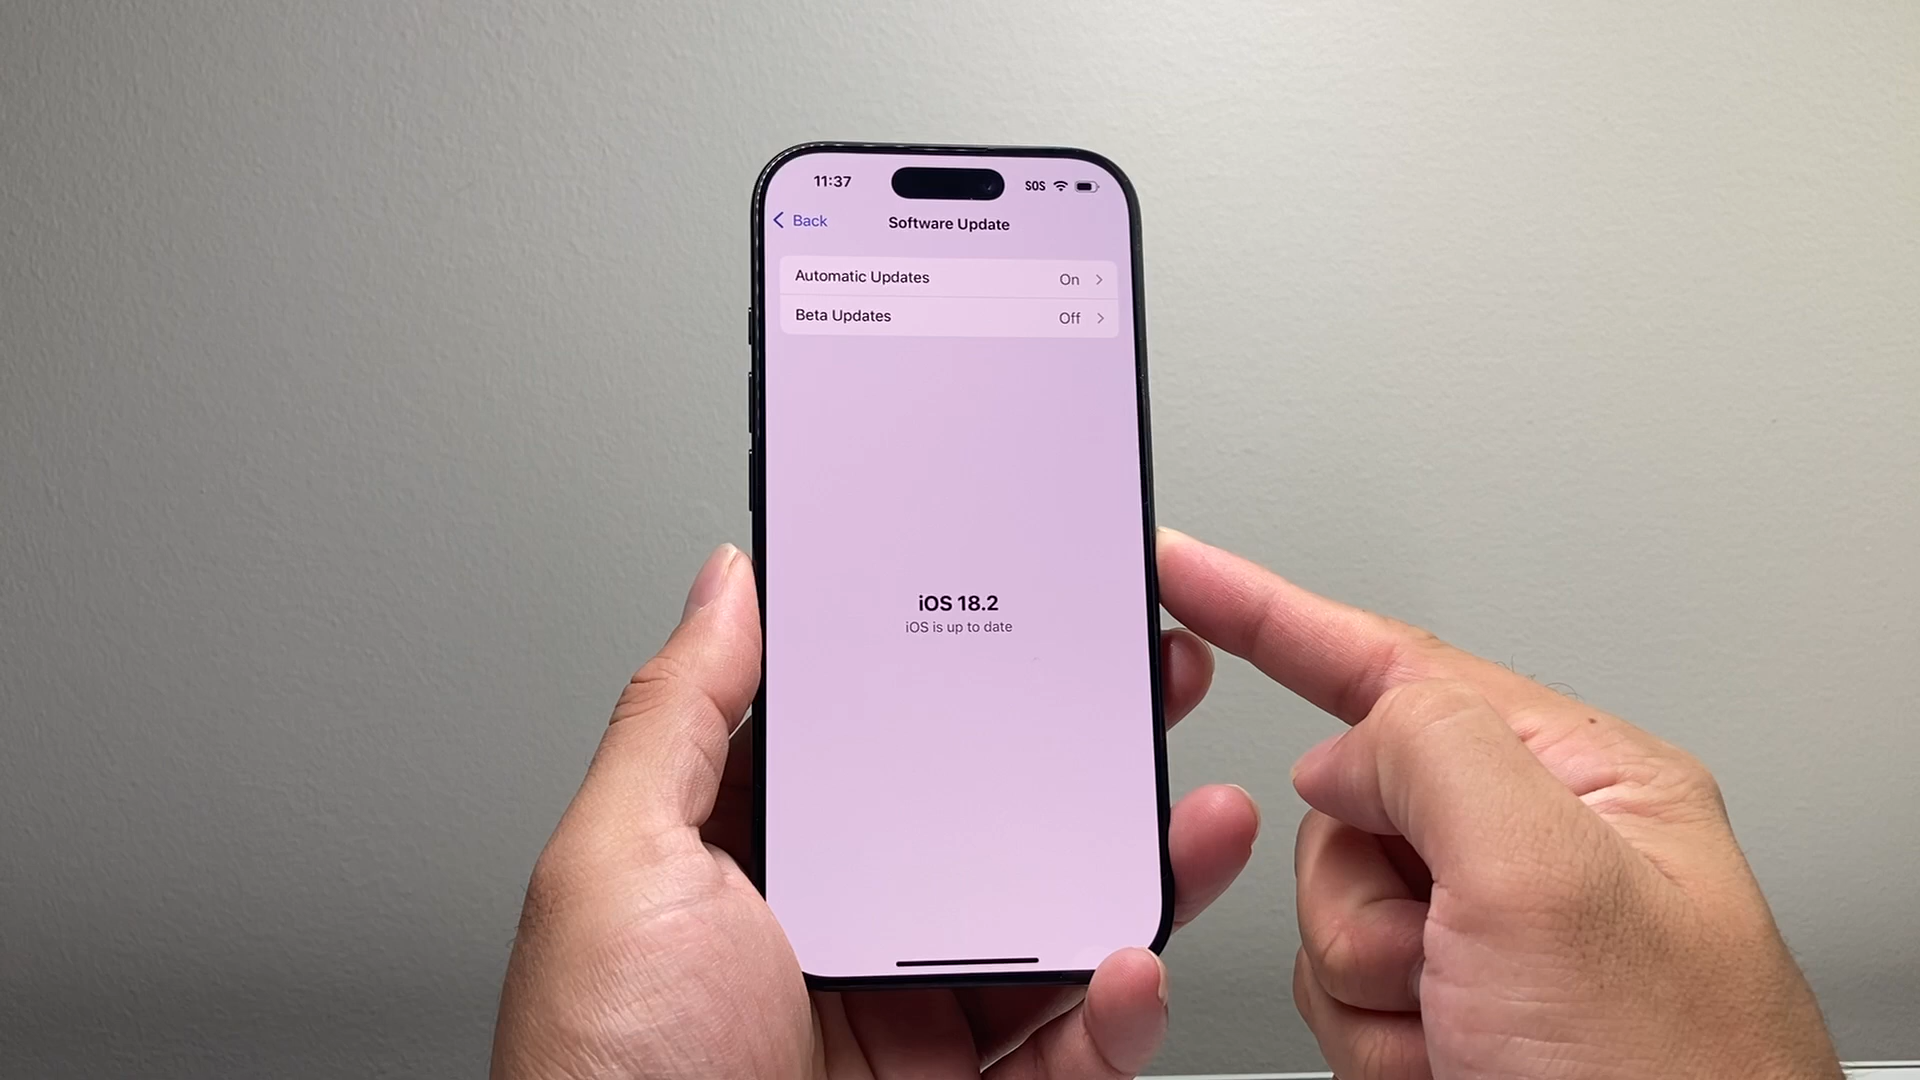 11:37 SOS
Back Software Update
Automatic Updates On
Beta Updates Off
iOS 18.2
iOS is up to date